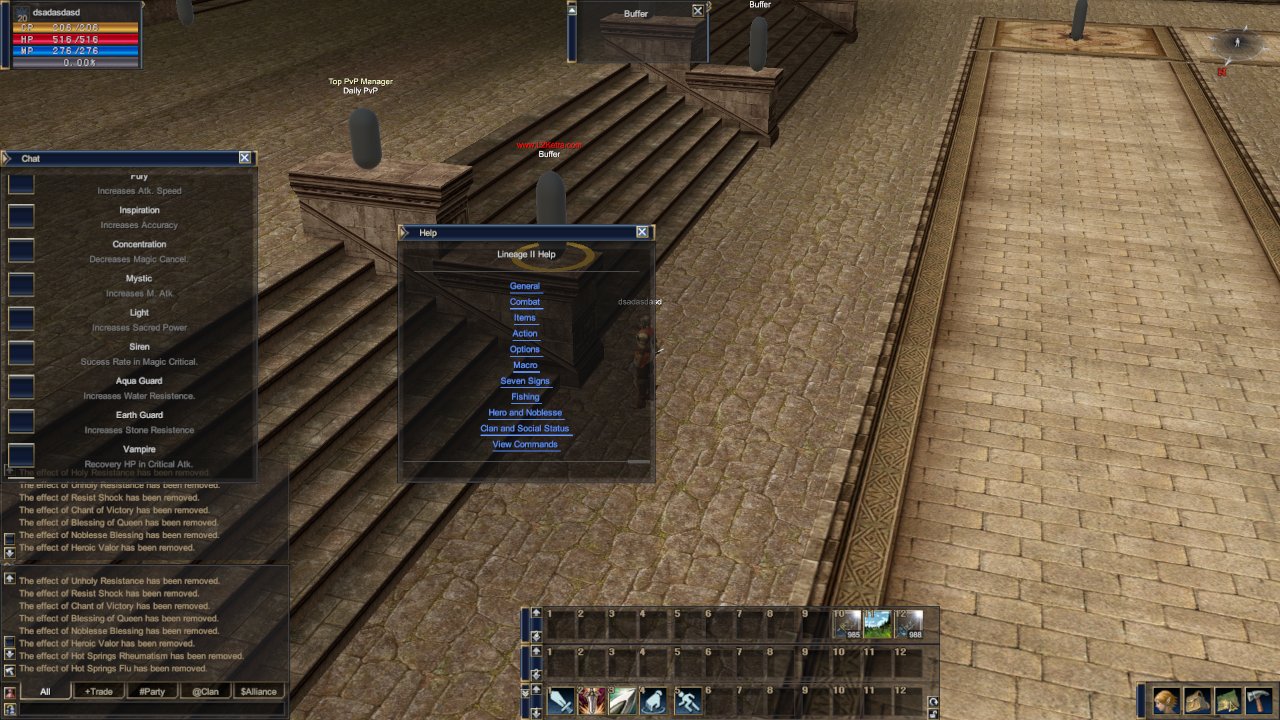 20
dsadasdasd
CP 206/206
HP 516/516
MP 276/276
0.00%
Buffer
Buffer
Top PvP Manager
Daily PvP
Buffer
Chat
Fury
Increases Atk. Speed
Inspiration
Increases Accuracy
Concentration
Decreases Magic Cancel.
Mystic
Increases M. Atk.
Light
Increases Sacred Power
Siren
Sucess Rate in Magic Critical.
Aqua Guard
Increases Water Resistence.
Earth Guard
Increases Stone Resistence
Vampire
Recovery HP in Critical Atk.
Help
Lineage II Help
General
Combat
Items
Action
Options
Macro
Seven Signs
Fishing
Hero and Noblesse
Clan and Social Status
View Commands
dsadasdasd
N
The effect of Holy Resistance has been removed.
The effect of Unholy Resistance has been removed.
The effect of Resist Shock has been removed.
The effect of Chant of Victory has been removed.
The effect of Blessing of Queen has been removed.
The effect of Noblesse Blessing has been removed.
The effect of Heroic Valor has been removed.
The effect of Unholy Resistance has been removed.
The effect of Resist Shock has been removed.
The effect of Chant of Victory has been removed.
The effect of Blessing of Queen has been removed.
The effect of Noblesse Blessing has been removed.
The effect of Heroic Valor has been removed.
The effect of Hot Springs Rheumatism has been removed.
The effect of Hot Springs Flu has been removed.
All +Trade #Party @Clan $Alliance
1 2 3 4 5 6 7 8 9 10 11 12
985 988
1 2 3 4 5 6 7 8 9 10 11 12
1 2 3 4 5 6 7 8 9 10 11 12